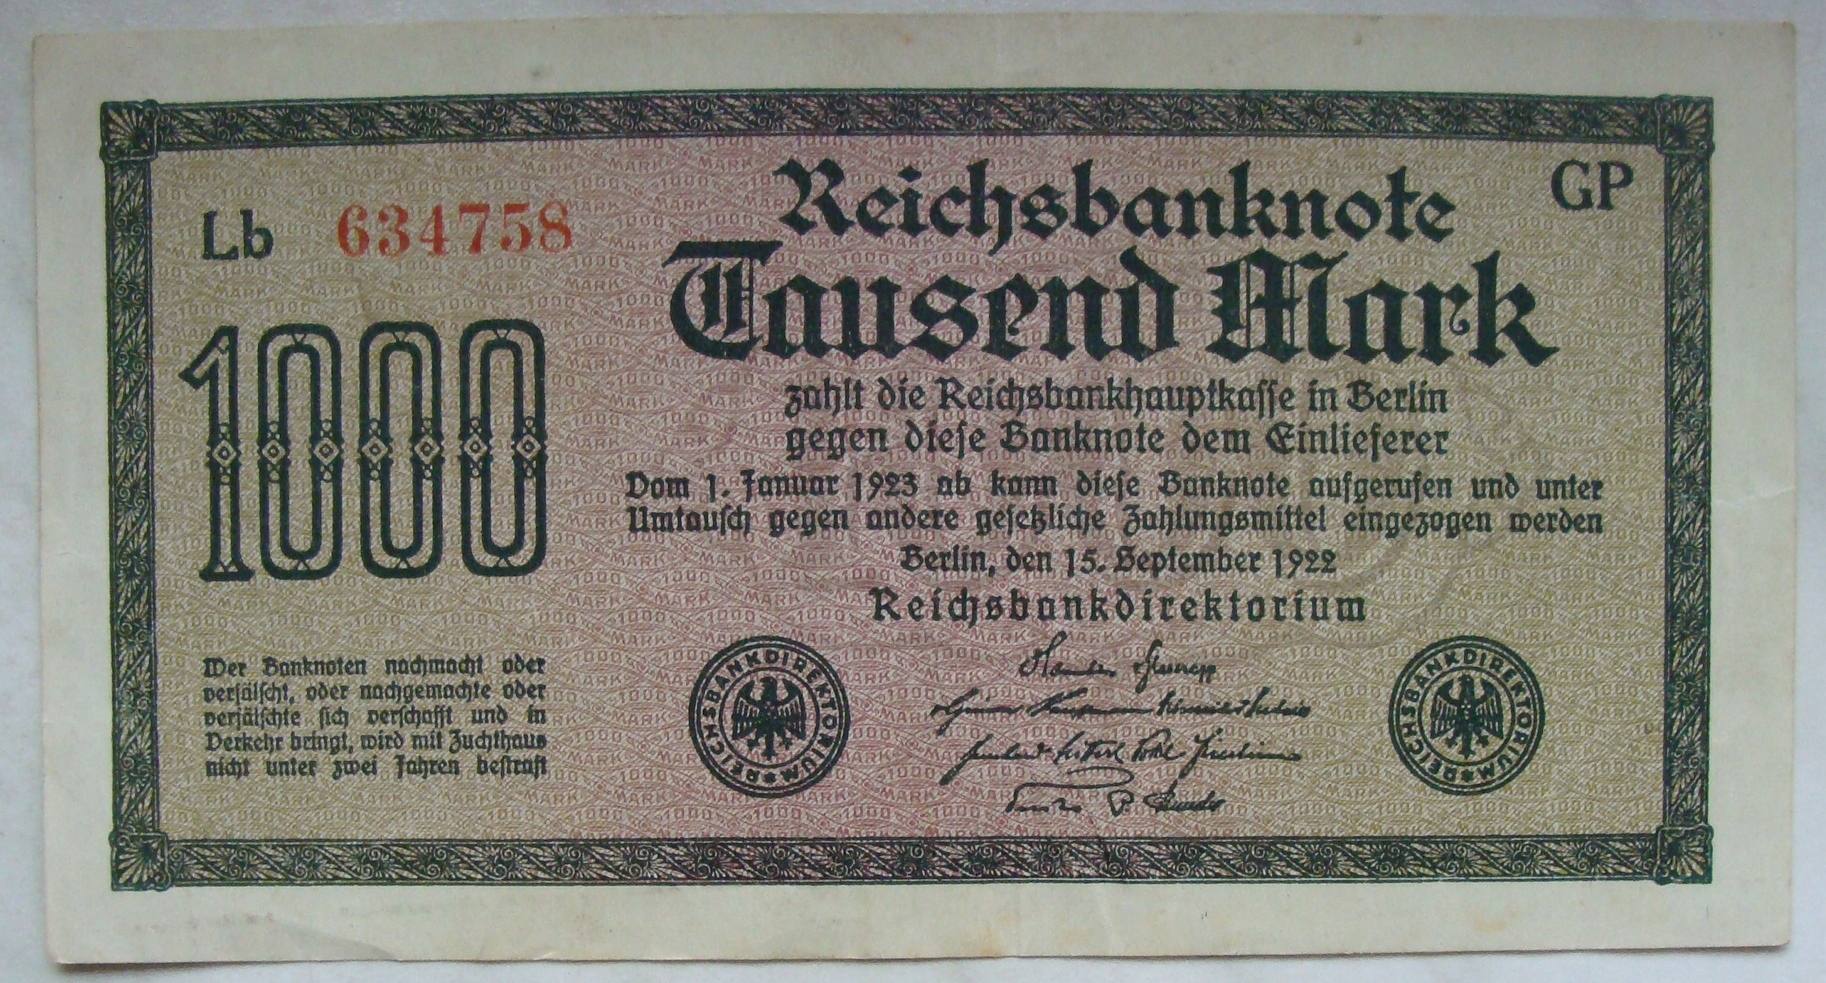 Lb 634758
GP
Reichsbanknote
Tausend Mark
1000
zahlt die Reichsbankhauptkasse in Berlin
gegen diese Banknote dem Einlieferer
Vom 1. Januar 1923 ab kann diese Banknote aufgerufen und unter
Umtausch gegen andere gesetzliche Zahlungsmittel eingezogen werden
Berlin, den 15. September 1922
Reichsbankdirektorium
Wer Banknoten nachmacht oder
verfälscht, oder nachgemachte oder
verfälschte sich verschafft und in
Verkehr bringt, wird mit Zuchthaus
nicht unter zwei Jahren bestraft
REICHSBANKDIREKTORIUM
REICHSBANKDIREKTORIUM